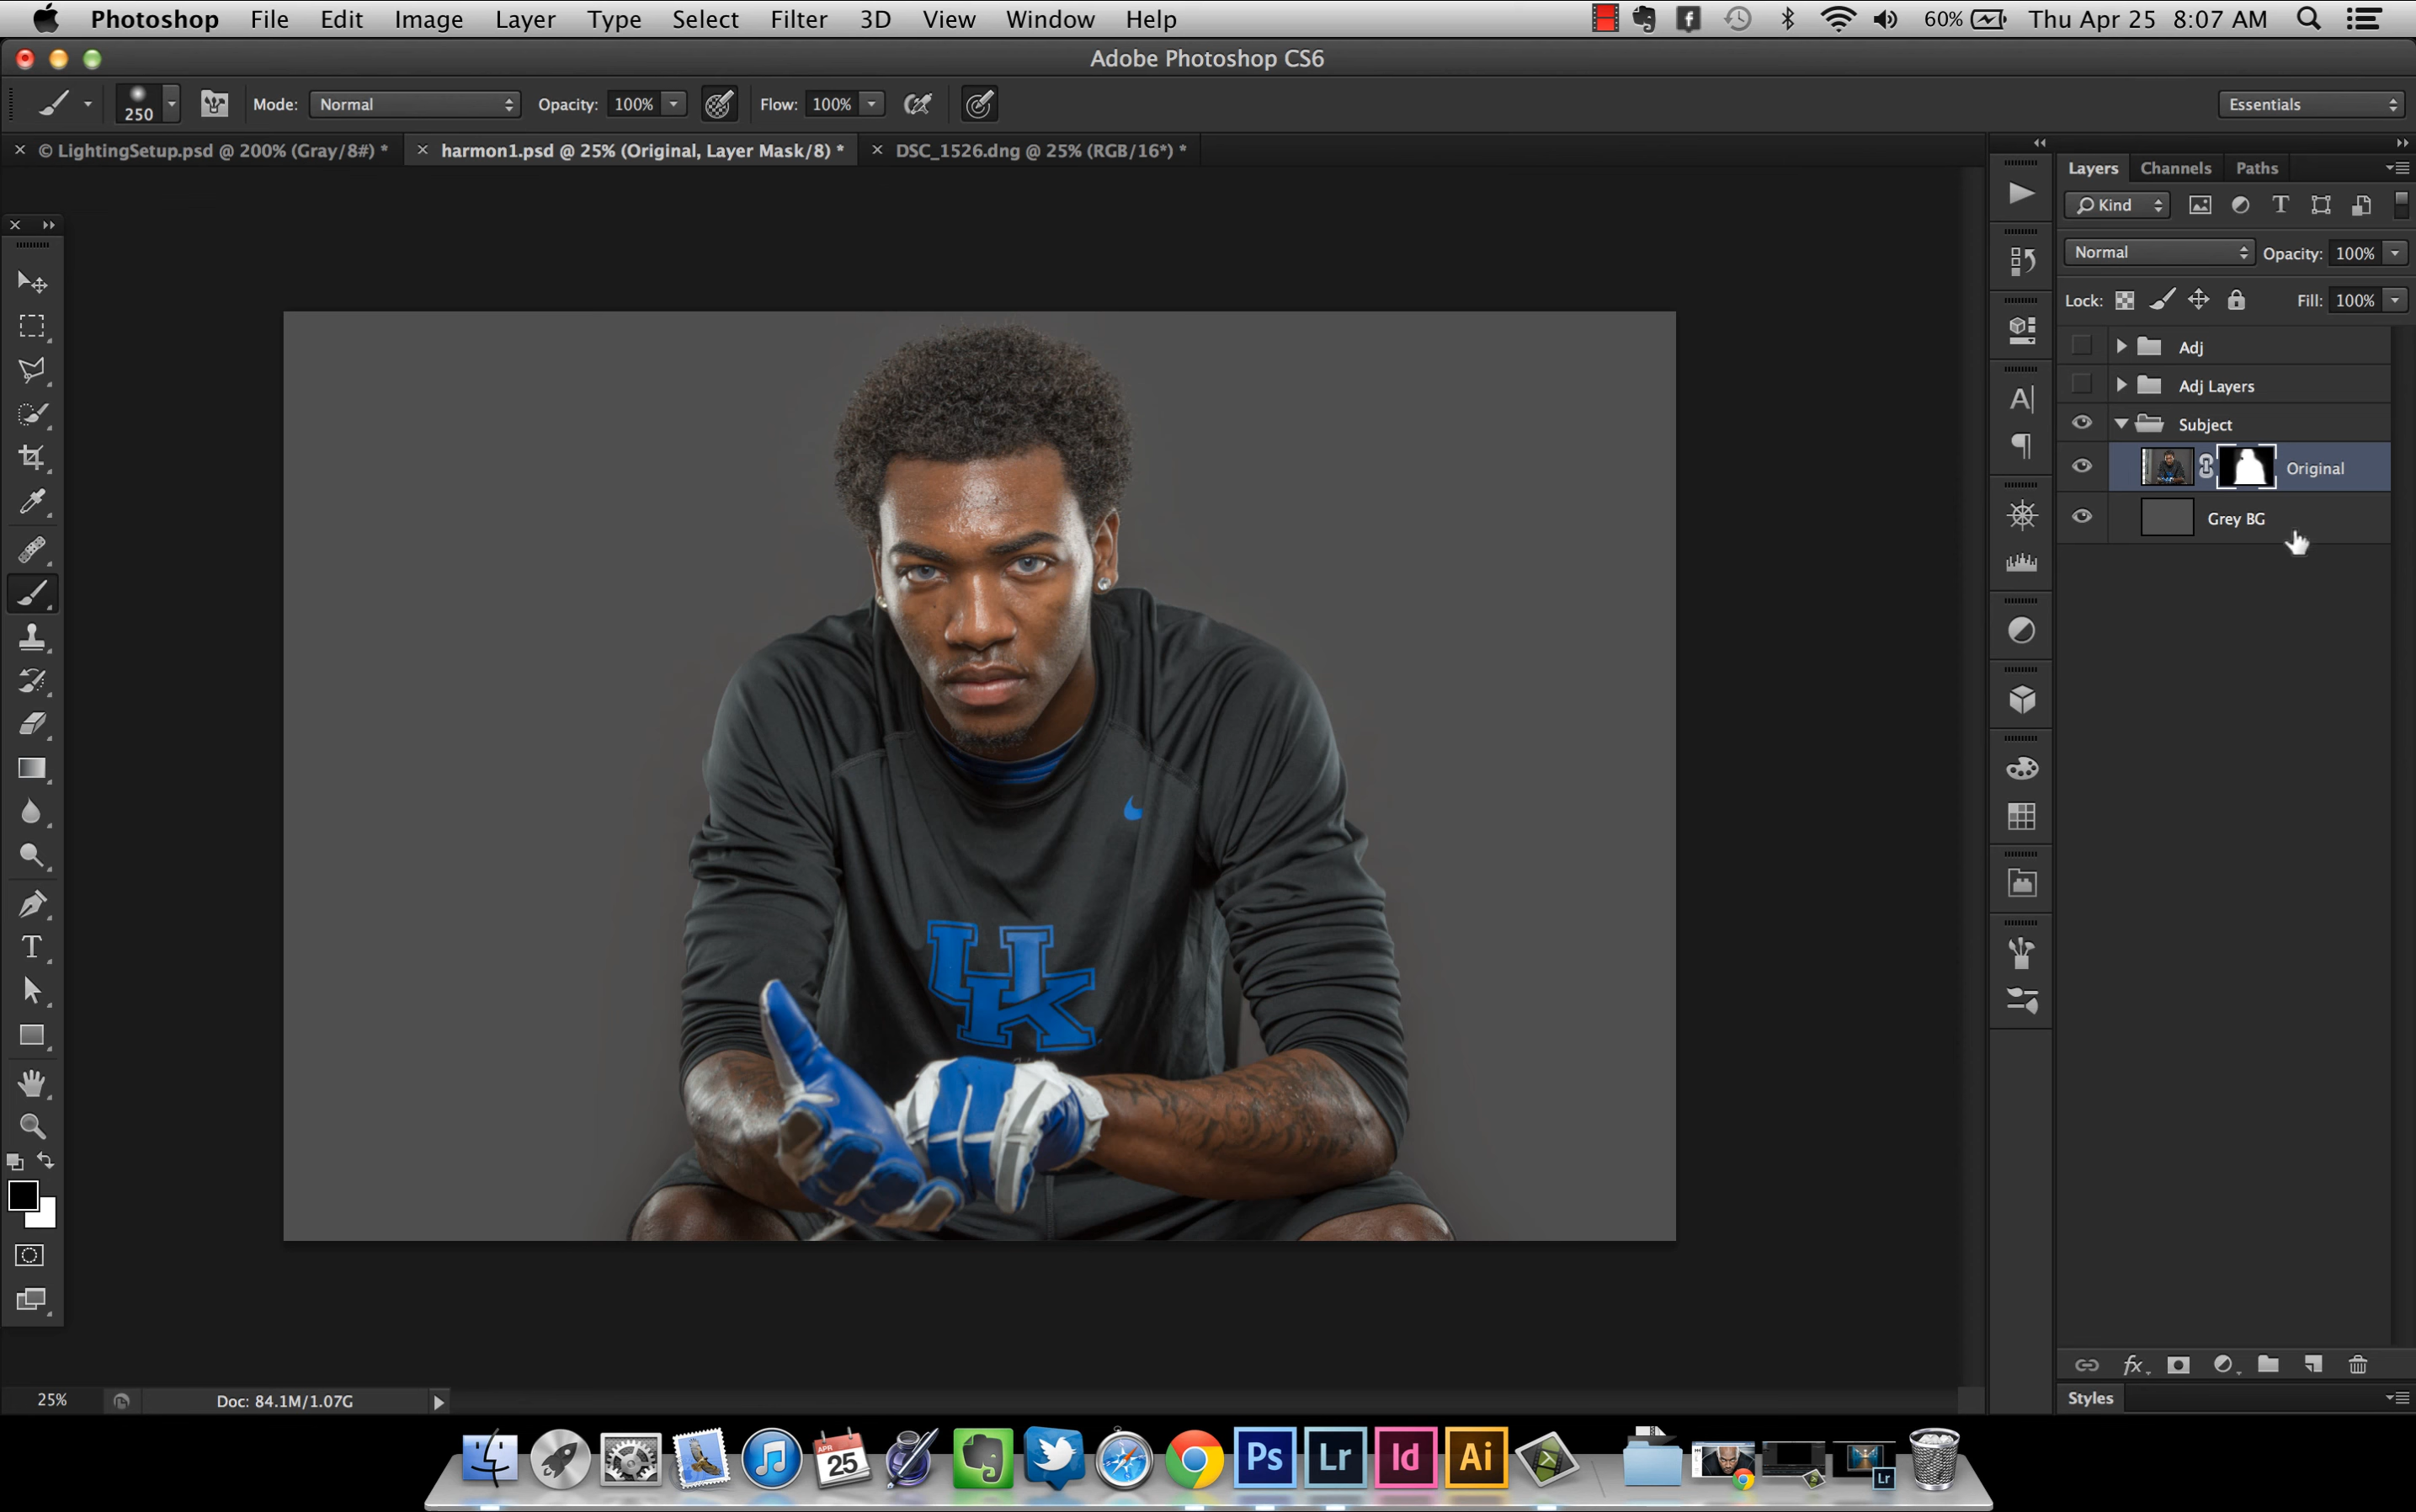 Photoshop File Edit Image Layer Type Select Filter 3D View Window Help 60% Thu Apr 25 8:07 AM
Adobe Photoshop CS6
250 Mode: Normal Opacity: 100% Flow: 100% Essentials
© LightingSetup.psd @ 200% (Gray/8#) * harmon1.psd @ 25% (Original, Layer Mask/8) * DSC_1526.dng @ 25% (RGB/16*) *
Layers Channels Paths
Kind
Normal Opacity: 100%
Lock: Fill: 100%
Adj
Adj Layers
Subject
Original
Grey BG
UK
fx
Styles
25% Doc: 84.1M/1.07G
APR 25 Ps Lr Id Ai Lr